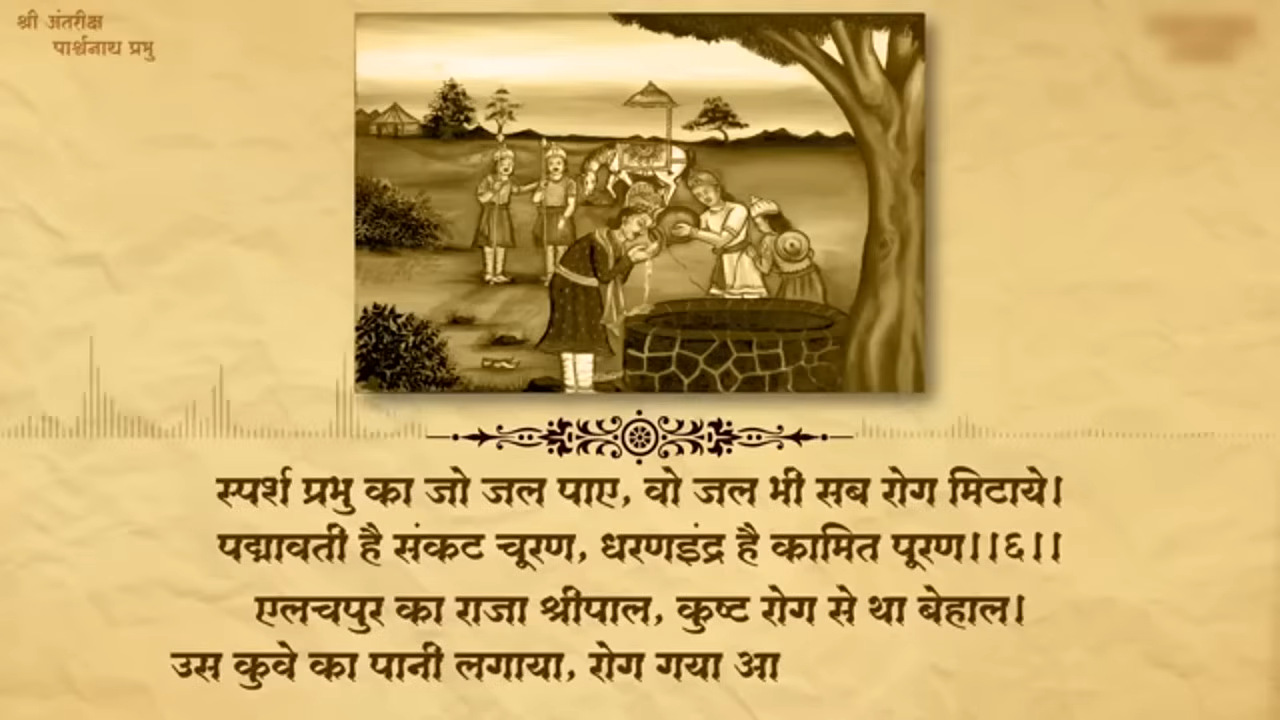 श्री अंतरीक्ष
पार्श्वनाथ प्रभु
स्पर्श प्रभु का जो जल पाए, वो जल भी सब रोग मिटाये।
पद्मावती है संकट चूरण, धरणइंद्र है कामित पूरण।।६।।
एलचपुर का राजा श्रीपाल, कुष्ट रोग से था बेहाल।
उस कुवे का पानी लगाया, रोग गया आ